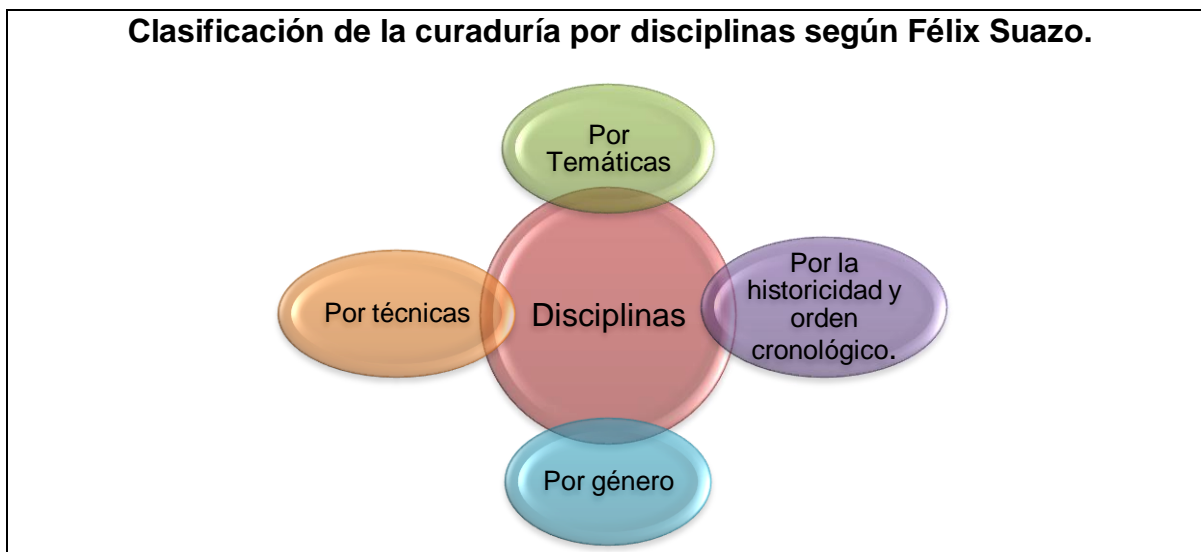 Clasificación de la curaduría por disciplinas según Félix Suazo.
Por
Temáticas
Por técnicas
Disciplinas
Por la
historicidad y
orden
cronológico.
Por género